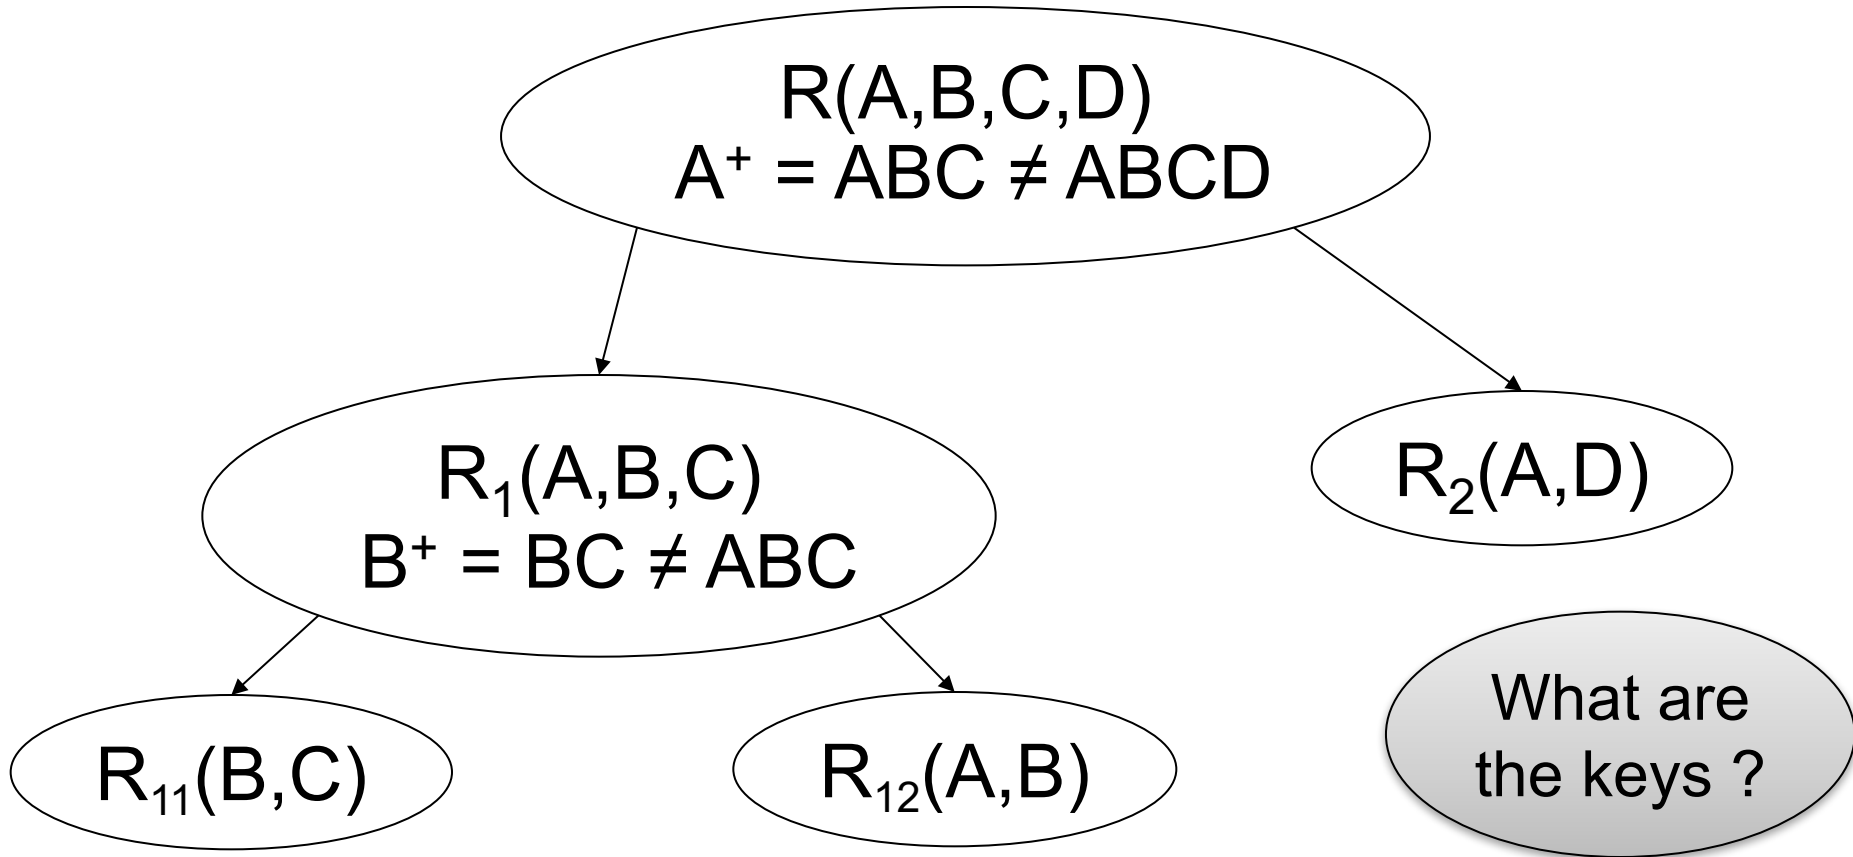 R(A,B,C,D)
A⁺ = ABC ≠ ABCD
R₁(A,B,C)
B⁺ = BC ≠ ABC
R₂(A,D)
R₁₁(B,C)
R₁₂(A,B)
What are
the keys ?